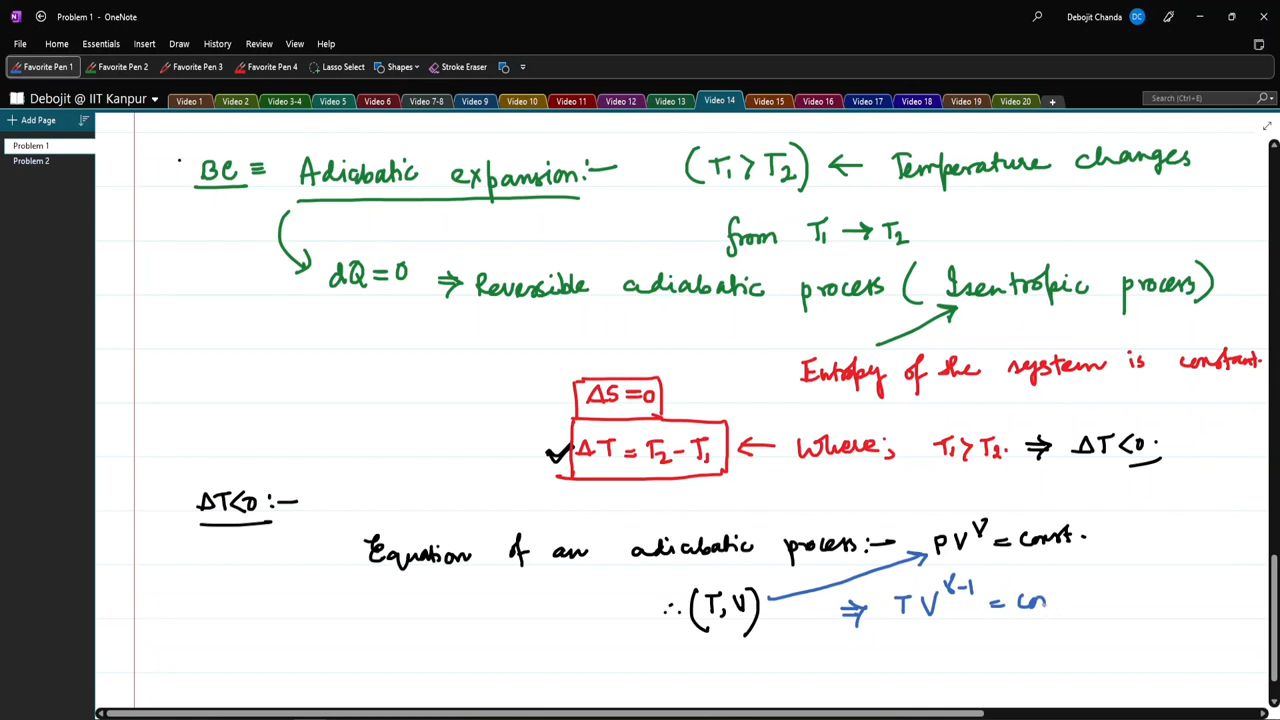 Problem 1 - OneNote
Debojit Chanda DC
File Home Essentials Insert Draw History Review View Help
Favorite Pen 1 Favorite Pen 2 Favorite Pen 3 Favorite Pen 4 Lasso Select Shapes Stroke Eraser
Debojit @ IIT Kanpur Video 1 Video 2 Video 3-4 Video 5 Video 6 Video 7-8 Video 9 Video 10 Video 11 Video 12 Video 13 Video 14 Video 15 Video 16 Video 17 Video 18 Video 19 Video 20 + Search (Ctrl+E)
+ Add Page
Problem 1
Problem 2
BC ≡ Adiabatic expansion:- (T₁ > T₂) ← Temperature changes
from T₁ → T₂
dQ = 0 ⇒ Reversible adiabatic process (Isentropic process)
Entropy of the system is constant.
ΔS = 0
✓ ΔT = T₂ - T₁ ← Where; T₁ > T₂. ⇒ ΔT < 0.
ΔT < 0 :-
Equation of an adiabatic process:- PV^γ = const.
∴ (T, V) ⇒ TV^γ-1 = co